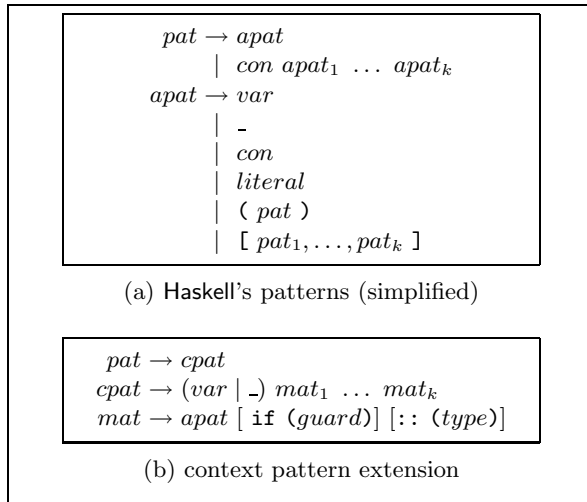 pat → apat
| con apat₁ … apatₖ
apat → var
| _
| con
| literal
| ( pat )
| [ pat₁,…,patₖ ]
(a) Haskell's patterns (simplified)
pat → cpat
cpat → (var | _) mat₁ … matₖ
mat → apat [ if (guard)] [:: (type)]
(b) context pattern extension